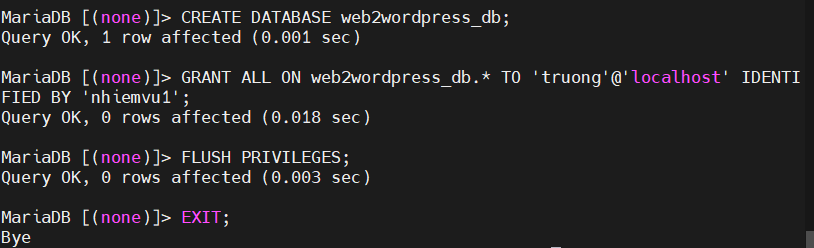 MariaDB [(none)]> CREATE DATABASE web2wordpress_db;
Query OK, 1 row affected (0.001 sec)
MariaDB [(none)]> GRANT ALL ON web2wordpress_db.* TO 'truong'@'localhost' IDENTI
FIED BY 'nhiemvu1';
Query OK, 0 rows affected (0.018 sec)
MariaDB [(none)]> FLUSH PRIVILEGES;
Query OK, 0 rows affected (0.003 sec)
MariaDB [(none)]> EXIT;
Bye